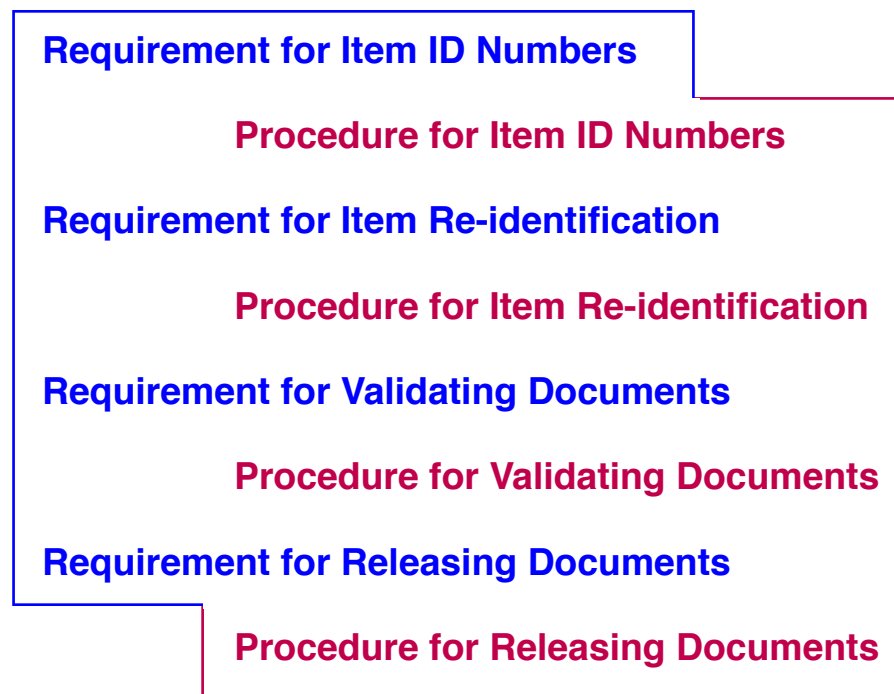 Requirement for Item ID Numbers
Procedure for Item ID Numbers
Requirement for Item Re-identification
Procedure for Item Re-identification
Requirement for Validating Documents
Procedure for Validating Documents
Requirement for Releasing Documents
Procedure for Releasing Documents